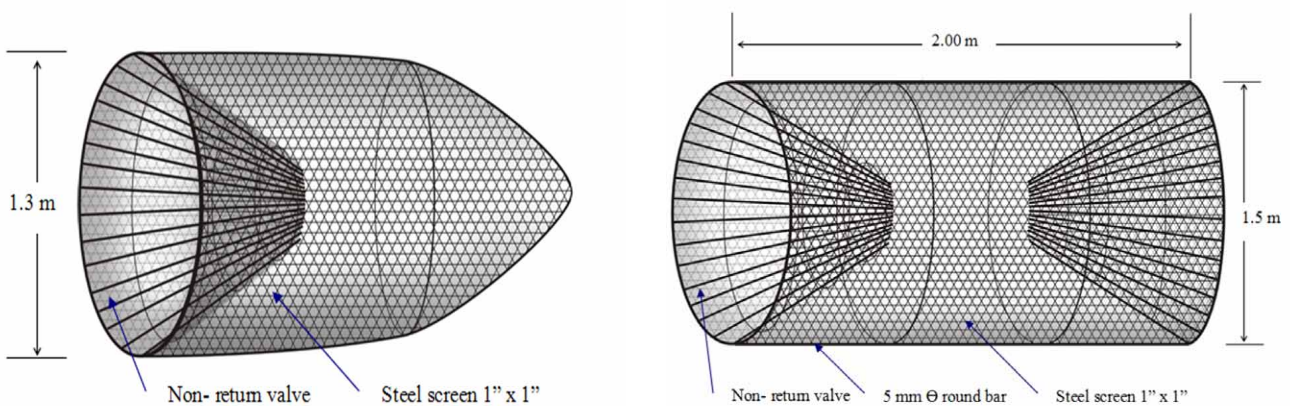 1.3 m
Non- return valve
Steel screen 1” x 1”
2.00 m
1.5 m
Non- return valve
5 mm Ө round bar
Steel screen 1” x 1”